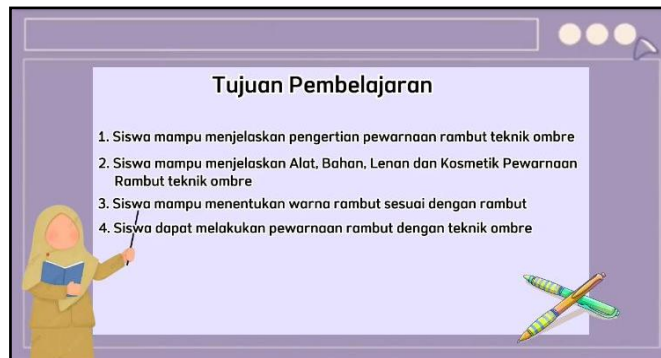 Tujuan Pembelajaran
1. Siswa mampu menjelaskan pengertian pewarnaan rambut teknik ombre
2. Siswa mampu menjelaskan Alat, Bahan, Lenan dan Kosmetik Pewarnaan
Rambut teknik ombre
3. Siswa mampu menentukan warna rambut sesuai dengan rambut
4. Siswa dapat melakukan pewarnaan rambut dengan teknik ombre